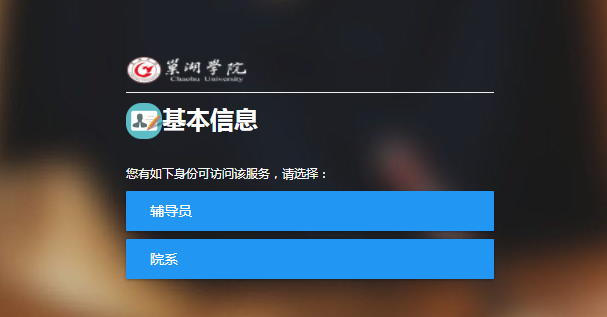 巢湖学院
Chaohu University
基本信息
您有如下身份可访问该服务，请选择：
辅导员
院系